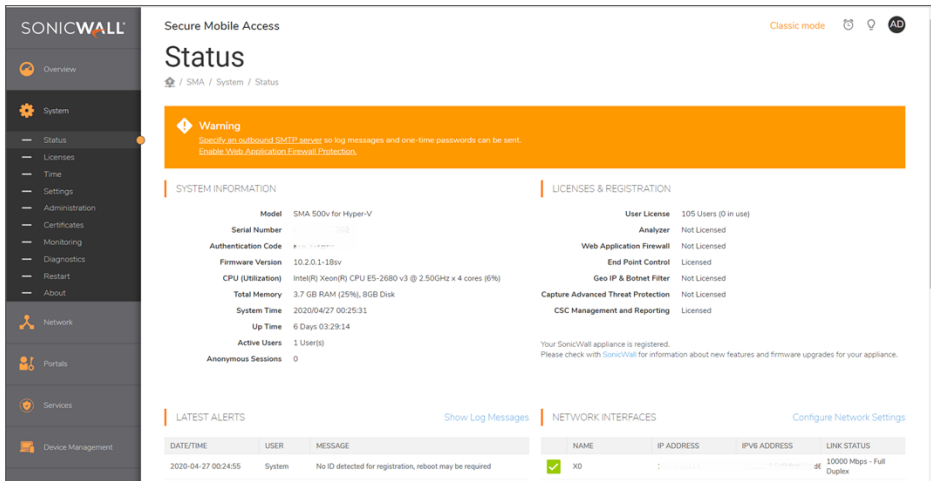 SONICWALL
Overview
System
Status
Licenses
Time
Settings
Administration
Certificates
Monitoring
Diagnostics
Restart
About
Network
Portals
Services
Device Management
Secure Mobile Access
Classic mode
AD
Status
/ SMA / System / Status
Warning
Specify an outbound SMTP server so log messages and one-time passwords can be sent.
Enable Web Application Firewall Protection.
SYSTEM INFORMATION
Model SMA 500v for Hyper-V
Serial Number
Authentication Code
Firmware Version 10.2.0.1-18sv
CPU (Utilization) Intel(R) Xeon(R) CPU E5-2680 v3 @ 2.50GHz x 4 cores (6%)
Total Memory 3.7 GB RAM (25%), 8GB Disk
System Time 2020/04/27 00:25:31
Up Time 6 Days 03:29:14
Active Users 1 User(s)
Anonymous Sessions 0
LICENSES & REGISTRATION
User License 105 Users (0 in use)
Analyzer Not Licensed
Web Application Firewall Not Licensed
End Point Control Licensed
Geo IP & Botnet Filter Not Licensed
Capture Advanced Threat Protection Not Licensed
CSC Management and Reporting Licensed
Your SonicWall appliance is registered.
Please check with SonicWall for information about new features and firmware upgrades for your appliance.
LATEST ALERTS Show Log Messages
DATE/TIME USER MESSAGE
2020-04-27 00:24:55 System No ID detected for registration, reboot may be required
NETWORK INTERFACES Configure Network Settings
NAME IP ADDRESS IPV6 ADDRESS LINK STATUS
X0 10000 Mbps - Full
Duplex